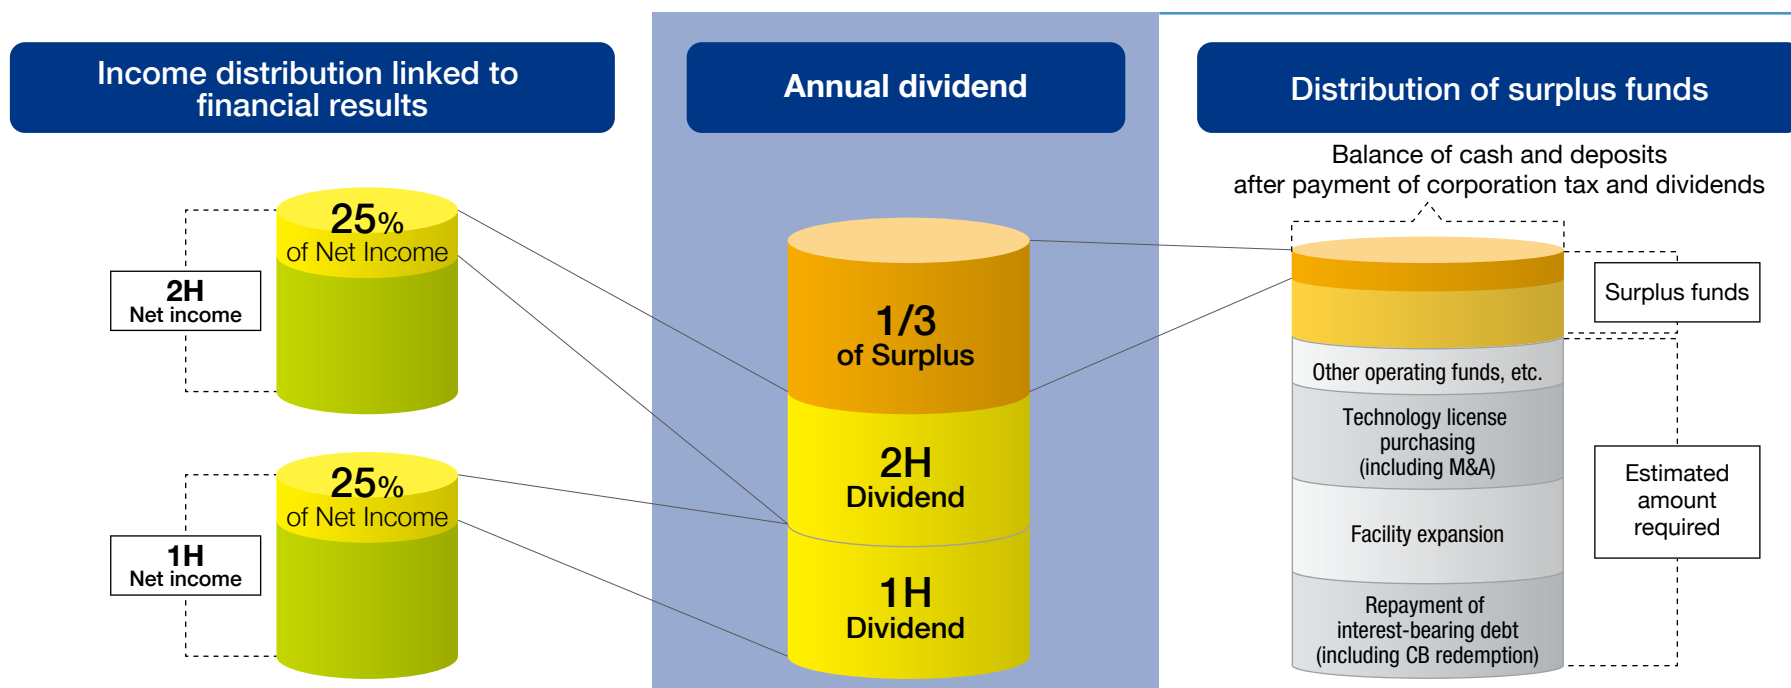 Income distribution linked to
financial results
25%
of Net Income
2H
Net income
25%
of Net Income
1H
Net income
Annual dividend
1/3
of Surplus
2H
Dividend
1H
Dividend
Distribution of surplus funds
Balance of cash and deposits
after payment of corporation tax and dividends
Surplus funds
Other operating funds, etc.
Technology license
purchasing
(including M&A)
Facility expansion
Repayment of
interest-bearing debt
(including CB redemption)
Estimated
amount
required